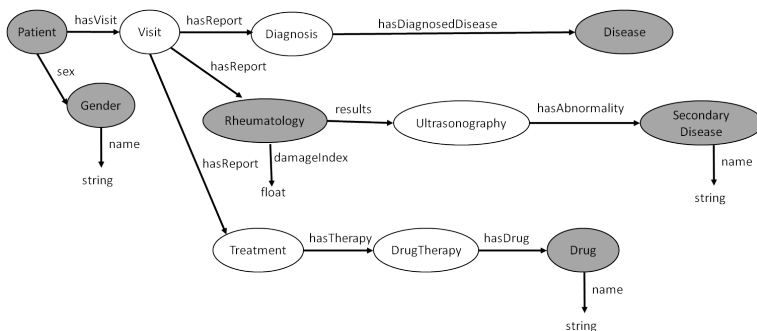 hasVisit
hasReport
hasDiagnosedDisease
Patient
Visit
Diagnosis
Disease
hasReport
sex
Gender
results
hasAbnormality
Secondary
Disease
Rheumatology
Ultrasonography
name
hasReport
damageIndex
name
string
float
string
hasTherapy
hasDrug
Treatment
DrugTherapy
Drug
name
string